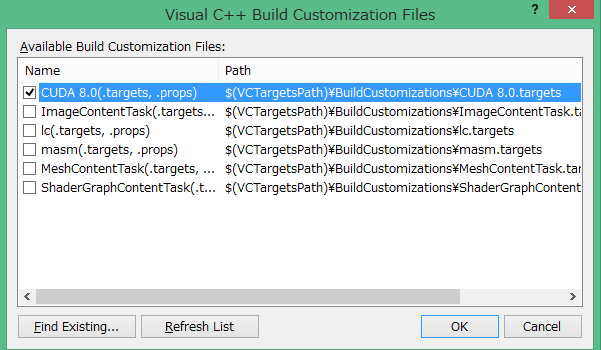 Visual C++ Build Customization Files
?
Available Build Customization Files:
Name Path
CUDA 8.0(.targets, .props) $(VCTargetsPath)¥BuildCustomizations¥CUDA 8.0.targets
ImageContentTask(.targets... $(VCTargetsPath)¥BuildCustomizations¥ImageContentTask.ta
lc(.targets, .props) $(VCTargetsPath)¥BuildCustomizations¥lc.targets
masm(.targets, .props) $(VCTargetsPath)¥BuildCustomizations¥masm.targets
MeshContentTask(.targets, ... $(VCTargetsPath)¥BuildCustomizations¥MeshContentTask.tar
ShaderGraphContentTask(.t... $(VCTargetsPath)¥BuildCustomizations¥ShaderGraphContent
Find Existing... Refresh List OK Cancel